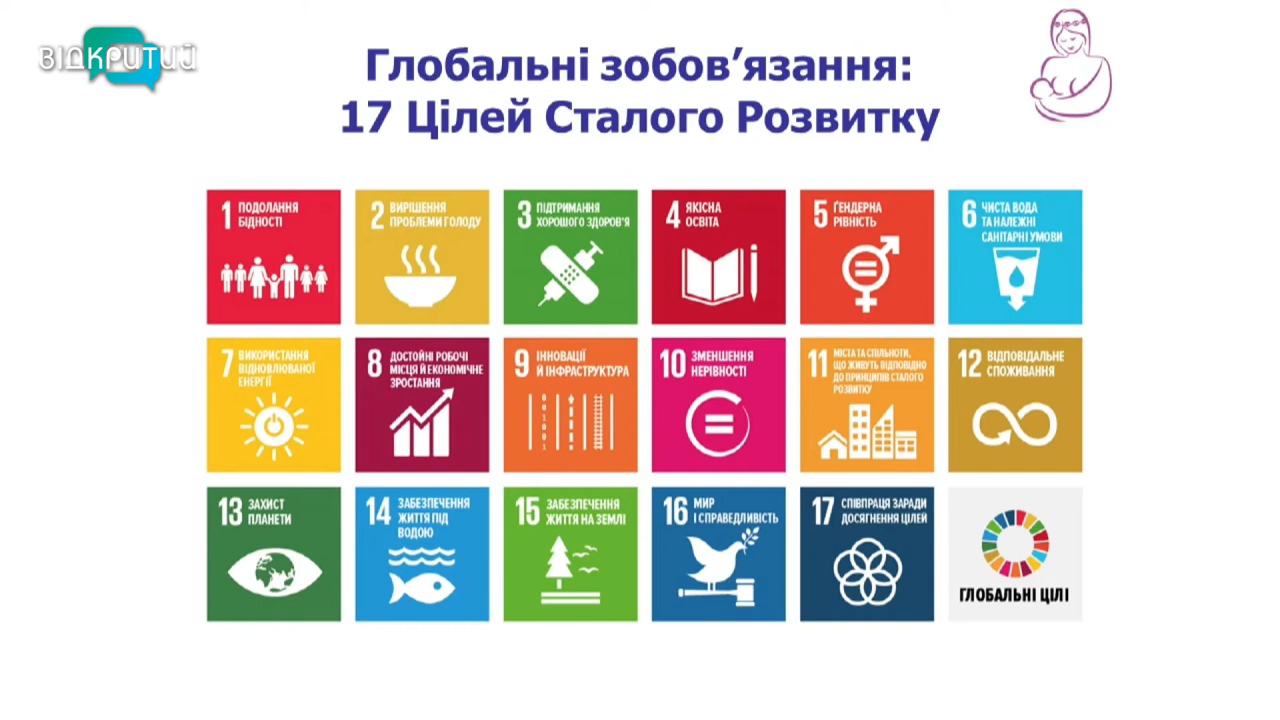 ВІДКРИТИЙ
Глобальні зобов’язання:
17 Цілей Сталого Розвитку
1 ПОДОЛАННЯ
БІДНОСТІ
2 ВИРІШЕННЯ
ПРОБЛЕМИ ГОЛОДУ
3 ПІДТРИМАННЯ
ХОРОШОГО ЗДОРОВ'Я
4 ЯКІСНА
ОСВІТА
5 ҐЕНДЕРНА
РІВНІСТЬ
6 ЧИСТА ВОДА
ТА НАЛЕЖНІ
САНІТАРНІ УМОВИ
7 ВИКОРИСТАННЯ
ВІДНОВЛЮВАНОЇ
ЕНЕРГІЇ
8 ДОСТОЙНІ РОБОЧІ
МІСЦЯ Й ЕКОНОМІЧНЕ
ЗРОСТАННЯ
9 ІННОВАЦІЇ
Й ІНФРАСТРУКТУРА
10 ЗМЕНШЕННЯ
НЕРІВНОСТІ
11 МІСТА ТА СПІЛЬНОТИ,
ЩО ЖИВУТЬ ВІДПОВІДНО
ДО ПРИНЦИПІВ СТАЛОГО
РОЗВИТКУ
12 ВІДПОВІДАЛЬНЕ
СПОЖИВАННЯ
13 ЗАХИСТ
ПЛАНЕТИ
14 ЗАБЕЗПЕЧЕННЯ
ЖИТТЯ ПІД
ВОДОЮ
15 ЗАБЕЗПЕЧЕННЯ
ЖИТТЯ НА ЗЕМЛІ
16 МИР
І СПРАВЕДЛИВІСТЬ
17 СПІВПРАЦЯ ЗАРАДИ
ДОСЯГНЕННЯ ЦІЛЕЙ
ГЛОБАЛЬНІ ЦІЛІ